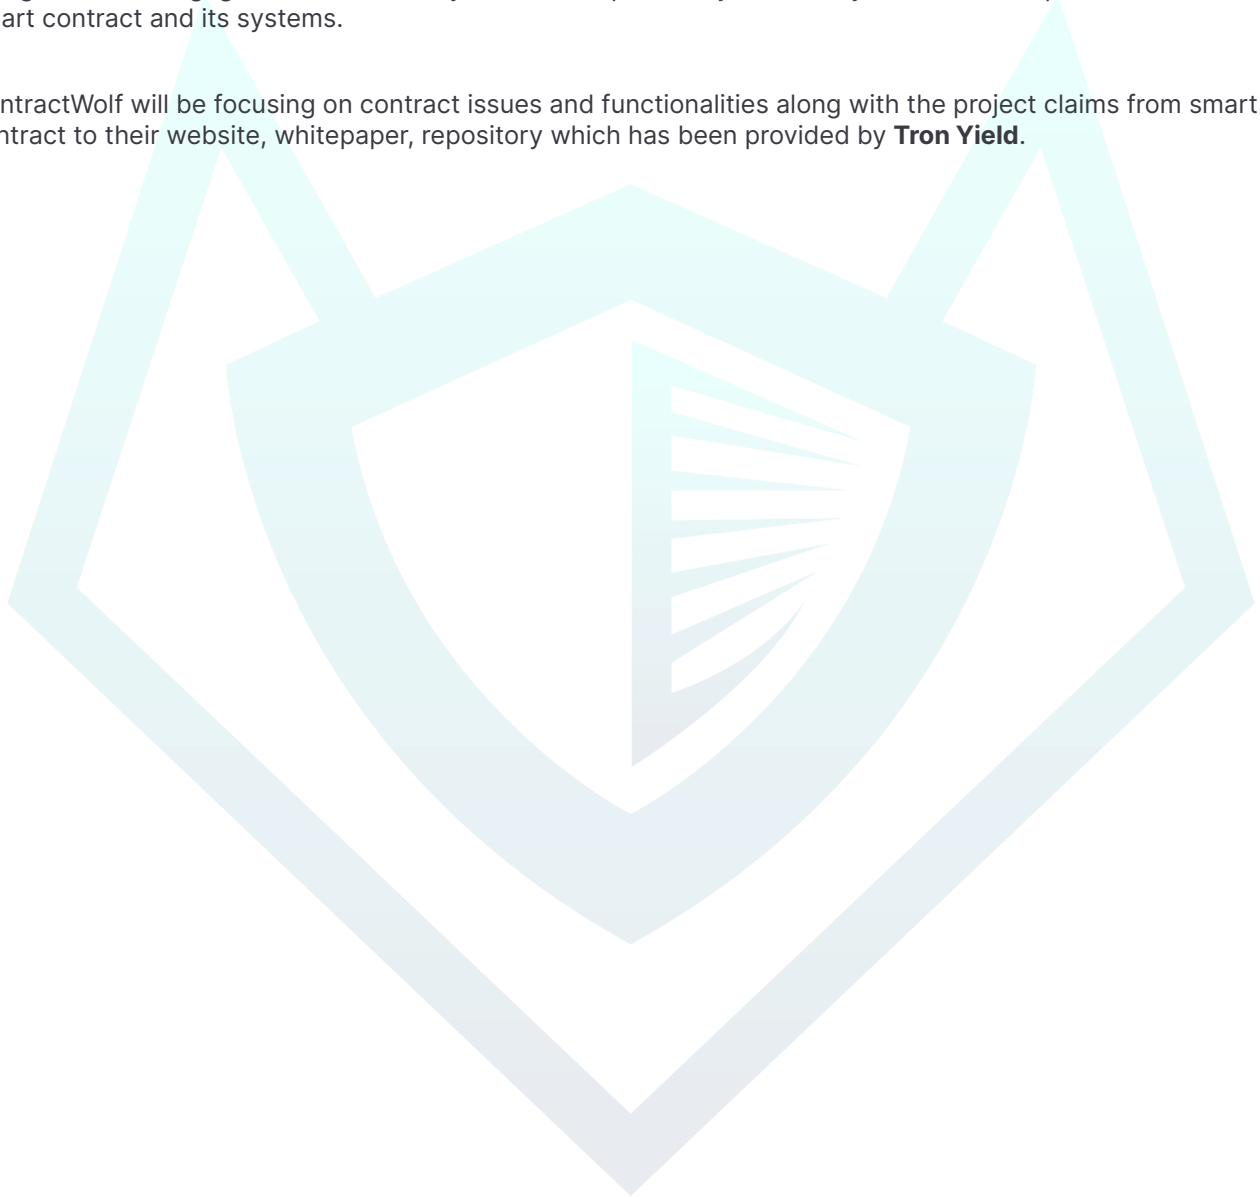 art contract and its systems.
ntractWolf will be focusing on contract issues and functionalities along with the project claims from smart
ntract to their website, whitepaper, repository which has been provided by Tron Yield.